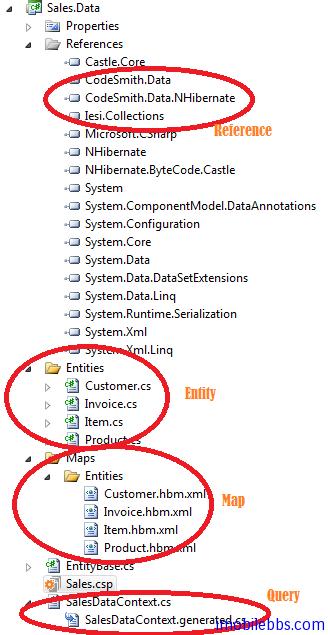 Sales.Data
Properties
References
Castle.Core
CodeSmith.Data
CodeSmith.Data.NHibernate
Iesi.Collections
Reference
Microsoft.CSharp
NHibernate
NHibernate.ByteCode.Castle
System
System.ComponentModel.DataAnnotations
System.Configuration
System.Core
System.Data
System.Data.DataSetExtensions
System.Data.Linq
System.Runtime.Serialization
System.Xml
System.Xml.Linq
Entities
Customer.cs
Entity
Invoice.cs
Item.cs
Product.cs
Maps
Entities
Customer.hbm.xml
Map
Invoice.hbm.xml
Item.hbm.xml
Product.hbm.xml
EntityBase.cs
Sales.csp
Query
SalesDataContext.cs
SalesDataContext.generated.cs
imobilebbs.com